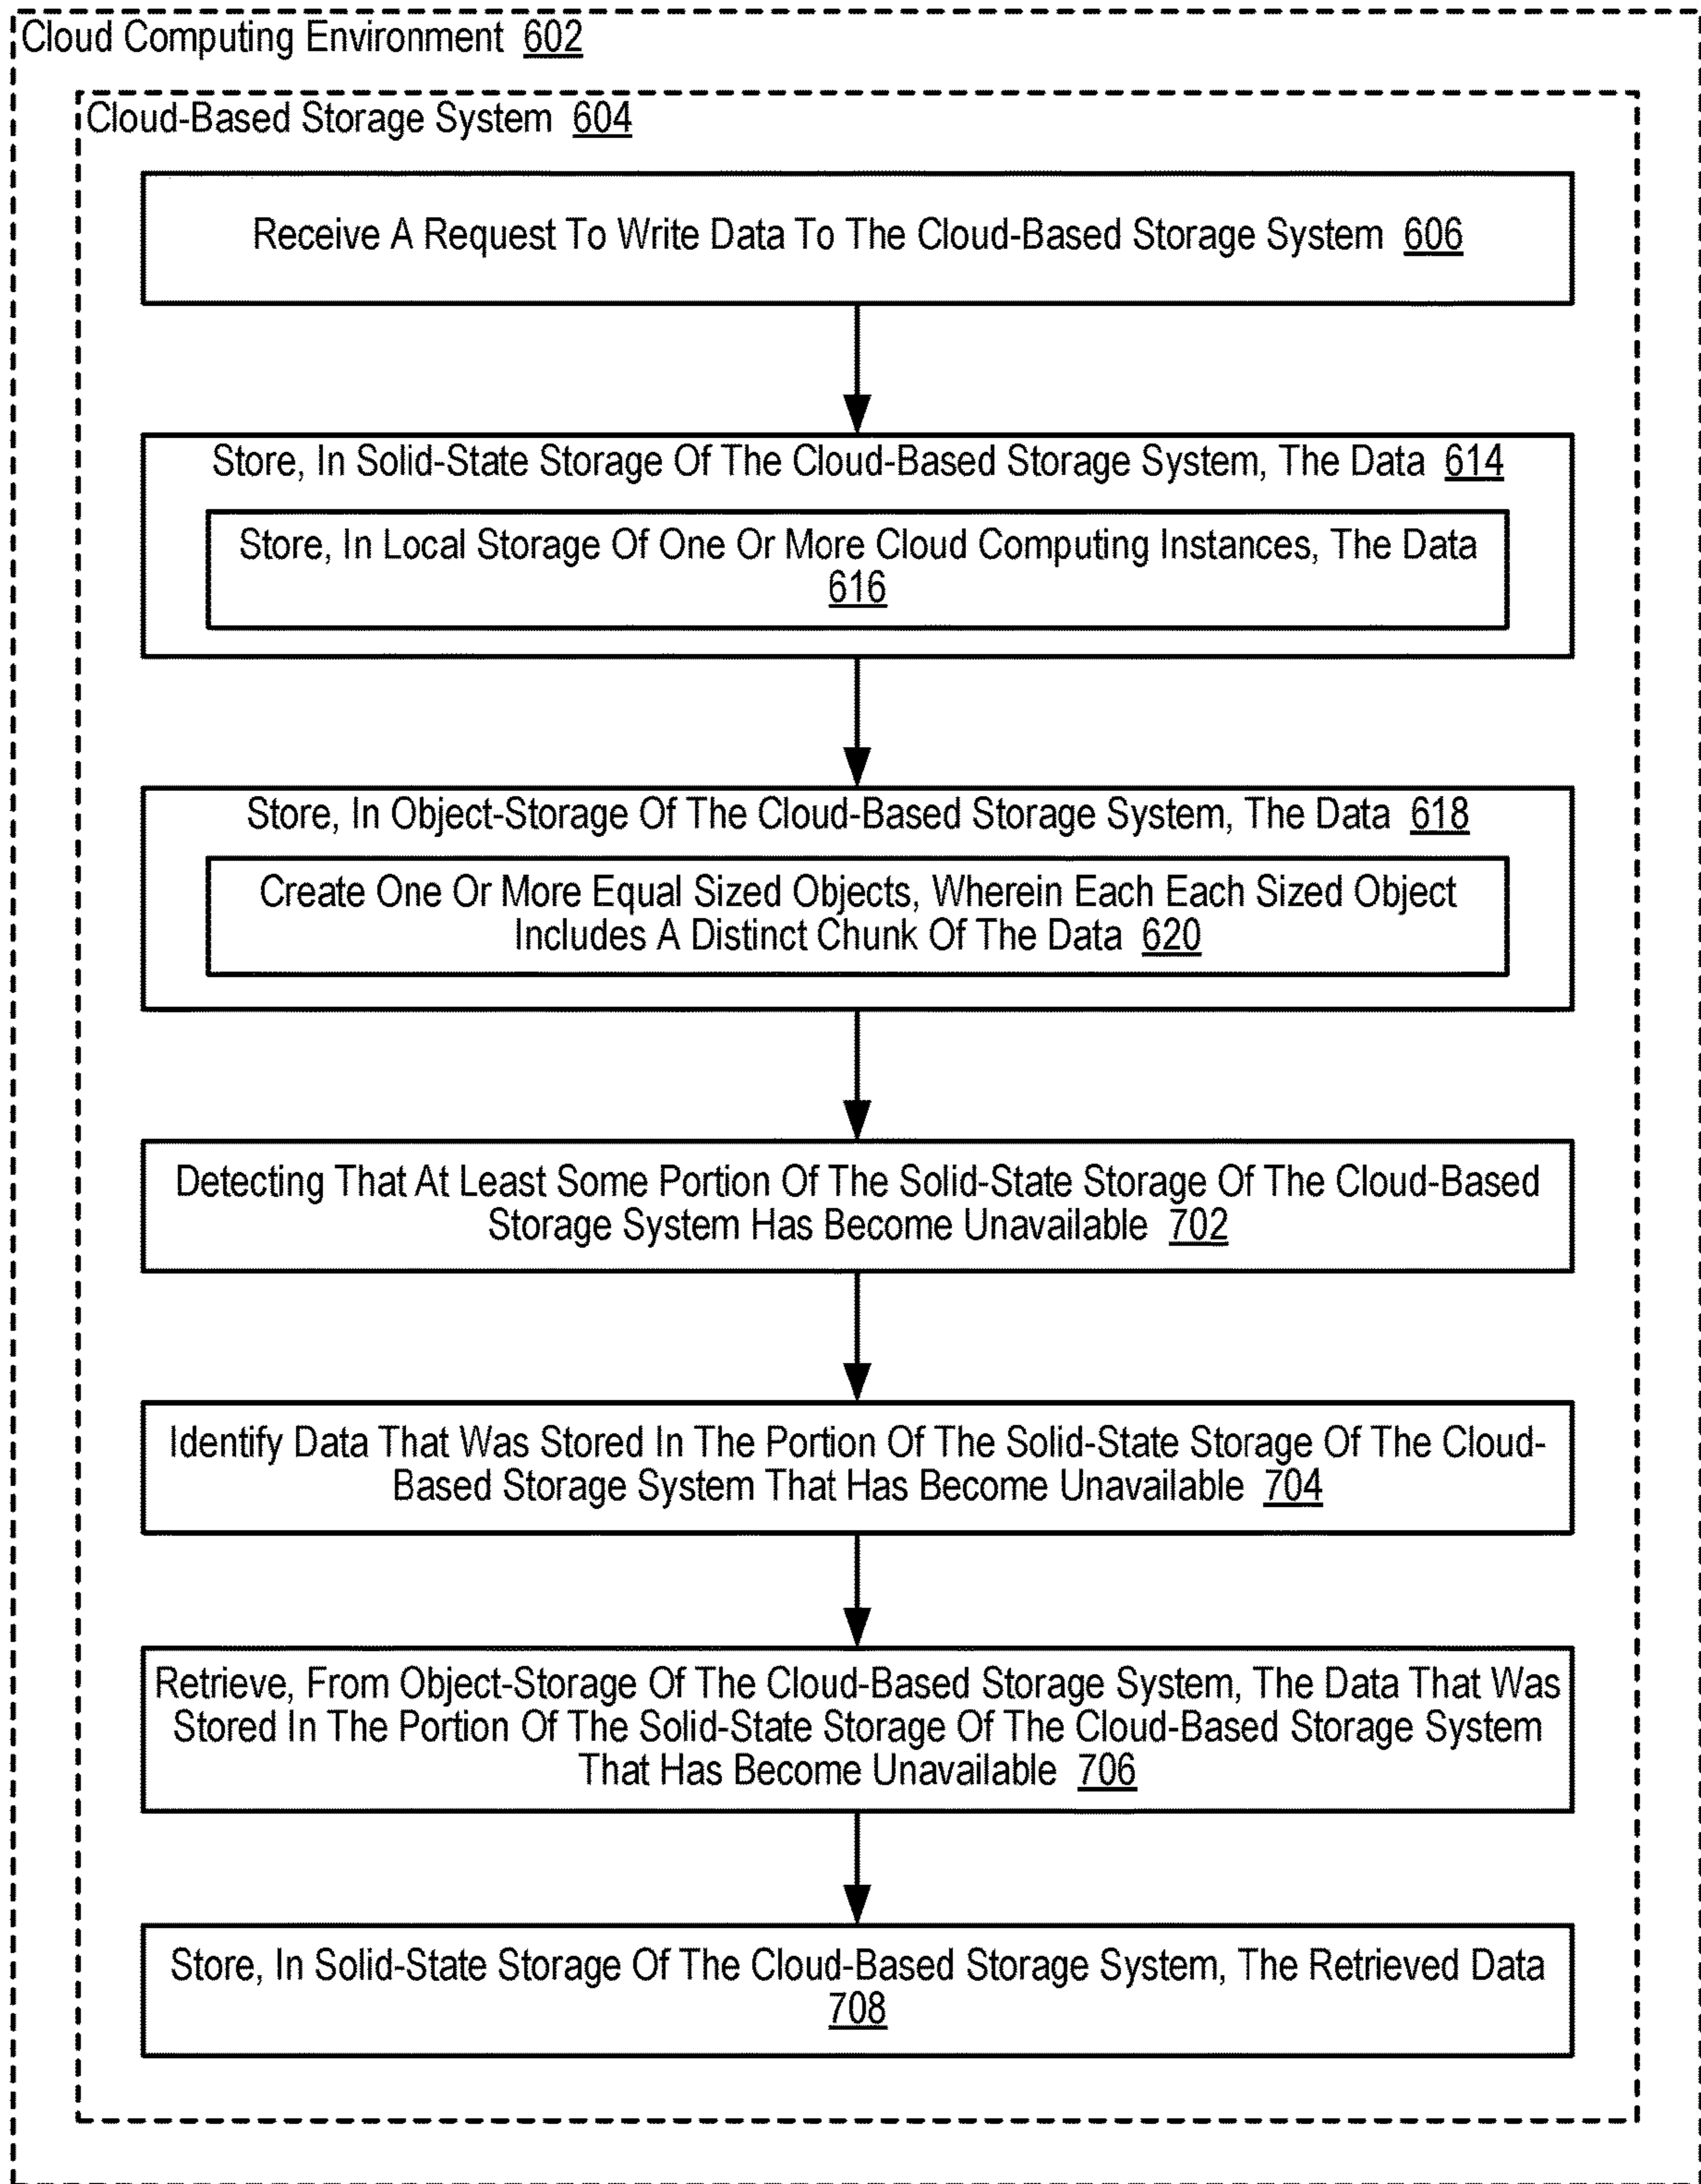 Cloud Computing Environment 602
Cloud-Based Storage System 604
Receive A Request To Write Data To The Cloud-Based Storage System 606
Store, In Solid-State Storage Of The Cloud-Based Storage System, The Data 614
Store, In Local Storage Of One Or More Cloud Computing Instances, The Data
616
Store, In Object-Storage Of The Cloud-Based Storage System, The Data 618
Create One Or More Equal Sized Objects, Wherein Each Each Sized Object
Includes A Distinct Chunk Of The Data 620
Detecting That At Least Some Portion Of The Solid-State Storage Of The Cloud-Based
Storage System Has Become Unavailable 702
Identify Data That Was Stored In The Portion Of The Solid-State Storage Of The Cloud-
Based Storage System That Has Become Unavailable 704
Retrieve, From Object-Storage Of The Cloud-Based Storage System, The Data That Was
Stored In The Portion Of The Solid-State Storage Of The Cloud-Based Storage System
That Has Become Unavailable 706
Store, In Solid-State Storage Of The Cloud-Based Storage System, The Retrieved Data
708